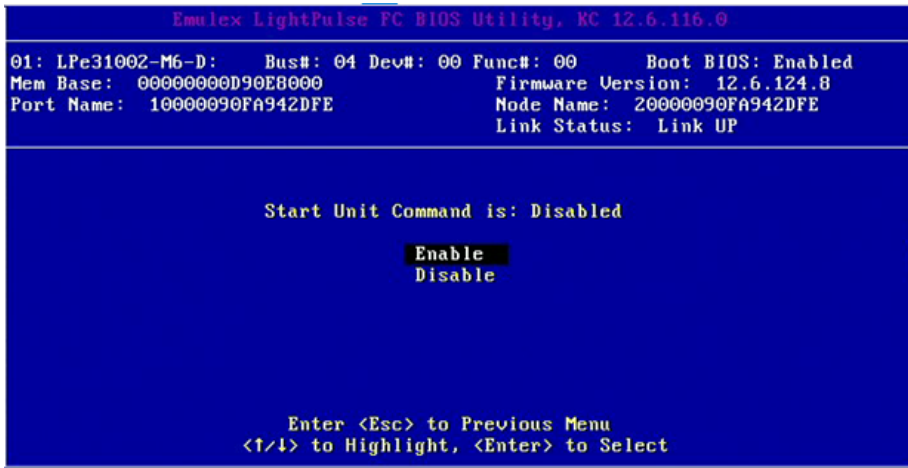 Emulex LightPulse FC BIOS Utility, KC 12.6.116.0
01: LPe31002-M6-D: Bus#: 04 Dev#: 00 Func#: 00 Boot BIOS: Enabled
Mem Base: 00000000D90E8000 Firmware Version: 12.6.124.8
Port Name: 10000090FA942DFE Node Name: 20000090FA942DFE
Link Status: Link UP
Start Unit Command is: Disabled
Enable
Disable
Enter <Esc> to Previous Menu
<↑/↓> to Highlight, <Enter> to Select